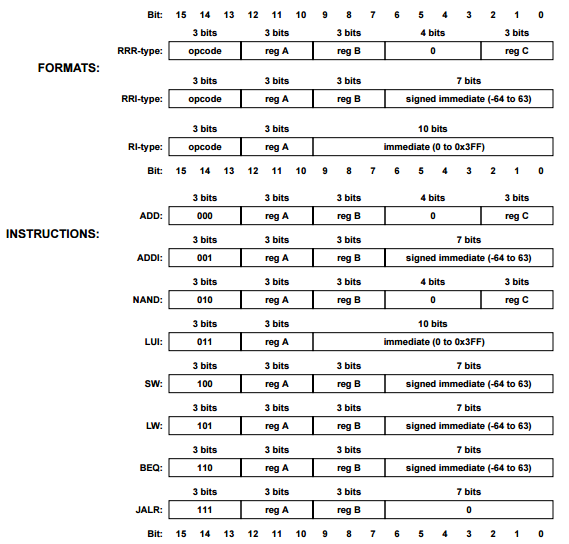 Bit: 15 14 13 12 11 10 9 8 7 6 5 4 3 2 1 0
3 bits 3 bits 3 bits 4 bits 3 bits
RRR-type: opcode reg A reg B 0 reg C
FORMATS:
3 bits 3 bits 3 bits 7 bits
RRI-type: opcode reg A reg B signed immediate (-64 to 63)
3 bits 3 bits 10 bits
RI-type: opcode reg A immediate (0 to 0x3FF)
Bit: 15 14 13 12 11 10 9 8 7 6 5 4 3 2 1 0
3 bits 3 bits 3 bits 4 bits 3 bits
ADD: 000 reg A reg B 0 reg C
INSTRUCTIONS:
3 bits 3 bits 3 bits 7 bits
ADDI: 001 reg A reg B signed immediate (-64 to 63)
3 bits 3 bits 3 bits 4 bits 3 bits
NAND: 010 reg A reg B 0 reg C
3 bits 3 bits 10 bits
LUI: 011 reg A immediate (0 to 0x3FF)
3 bits 3 bits 3 bits 7 bits
SW: 100 reg A reg B signed immediate (-64 to 63)
3 bits 3 bits 3 bits 7 bits
LW: 101 reg A reg B signed immediate (-64 to 63)
3 bits 3 bits 3 bits 7 bits
BEQ: 110 reg A reg B signed immediate (-64 to 63)
3 bits 3 bits 3 bits 7 bits
JALR: 111 reg A reg B 0
Bit: 15 14 13 12 11 10 9 8 7 6 5 4 3 2 1 0